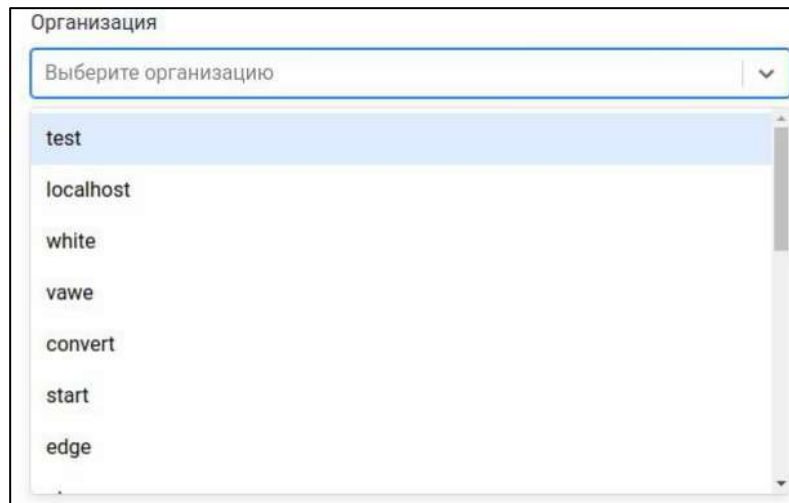 Организация
Выберите организацию
test
localhost
white
vawe
convert
start
edge